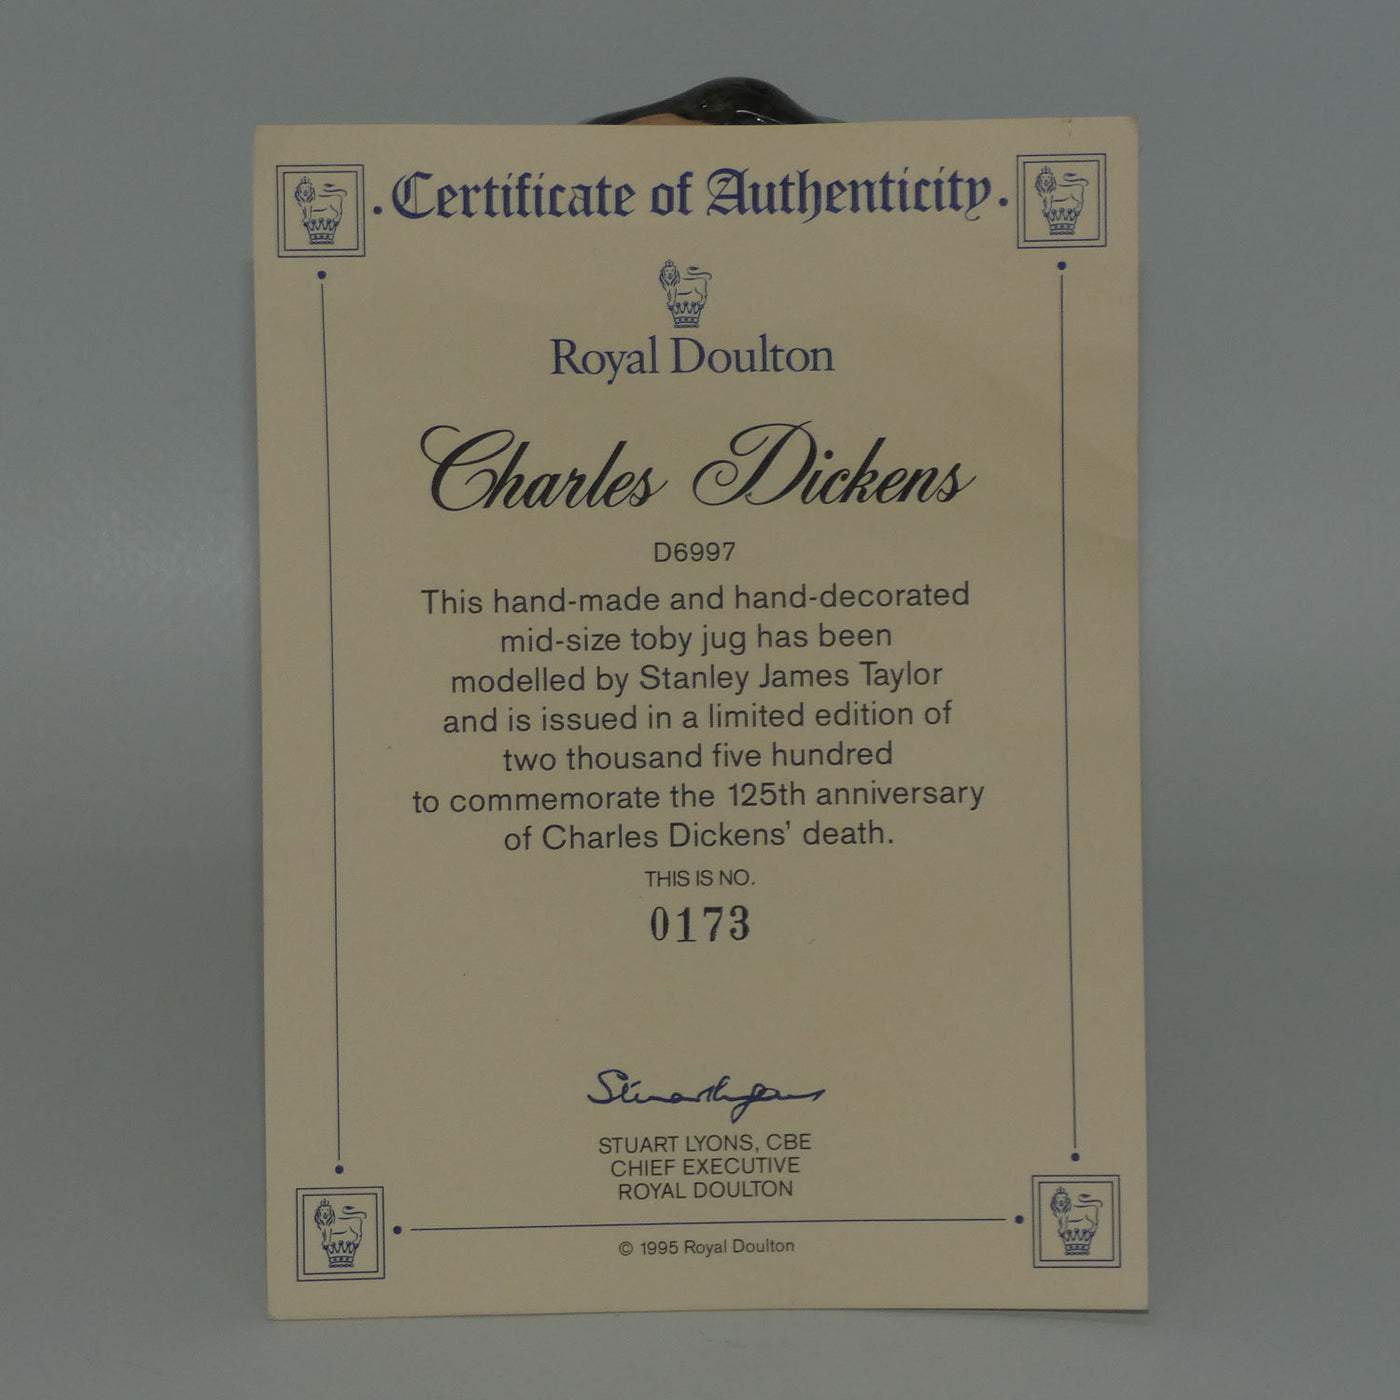 Certificate of Authenticity
Royal Doulton
Charles Dickens
D6997
This hand-made and hand-decorated
mid-size toby jug has been
modelled by Stanley James Taylor
and is issued in a limited edition of
two thousand five hundred
to commemorate the 125th anniversary
of Charles Dickens' death.
THIS IS NO.
0173
Stuart Lyons
STUART LYONS, CBE
CHIEF EXECUTIVE
ROYAL DOULTON
© 1995 Royal Doulton